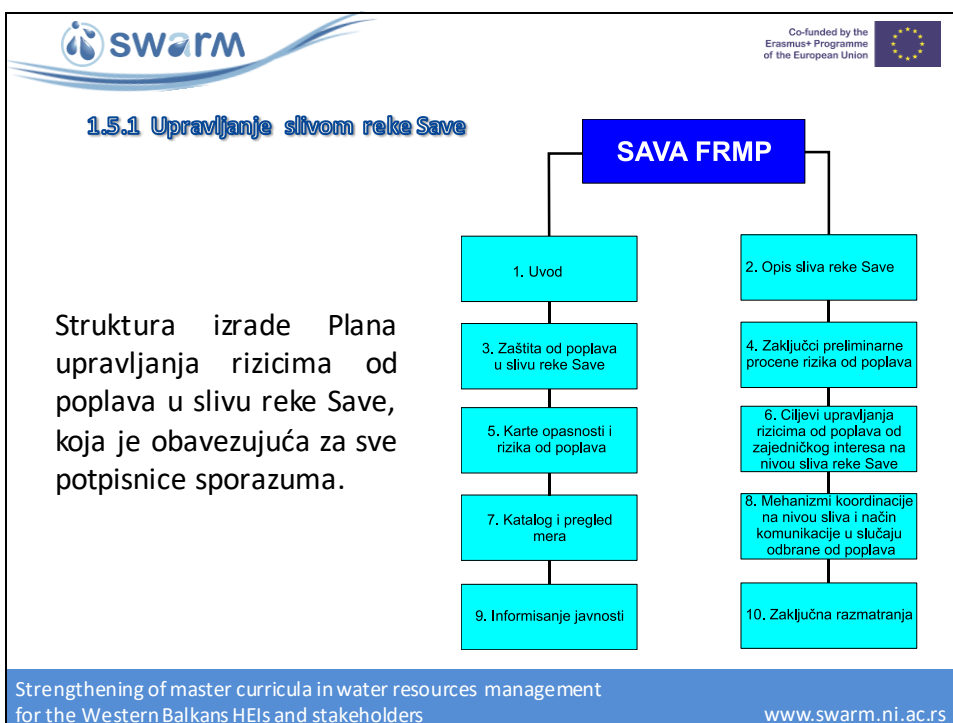 swarm
Co-funded by the
Erasmus+ Programme
of the European Union
1.5.1 Upravljanje slivom reke Save
SAVA FRMP
1. Uvod
2. Opis sliva reke Save
Struktura izrade Plana
upravljanja rizicima od
poplava u slivu reke Save,
koja je obavezujuća za sve
potpisnice sporazuma.
3. Zaštita od poplava
u slivu reke Save
4. Zaključci preliminarne
procene rizika od poplava
5. Karte opasnosti i
rizika od poplava
6. Ciljevi upravljanja
rizicima od poplava od
zajedničkog interesa na
nivou sliva reke Save
7. Katalog i pregled
mera
8. Mehanizmi koordinacije
na nivou sliva i način
komunikacije u slučaju
odbrane od poplava
9. Informisanje javnosti
10. Zaključna razmatranja
Strengthening of master curricula in water resources management
for the Western Balkans HEIs and stakeholders
www.swarm.ni.ac.rs